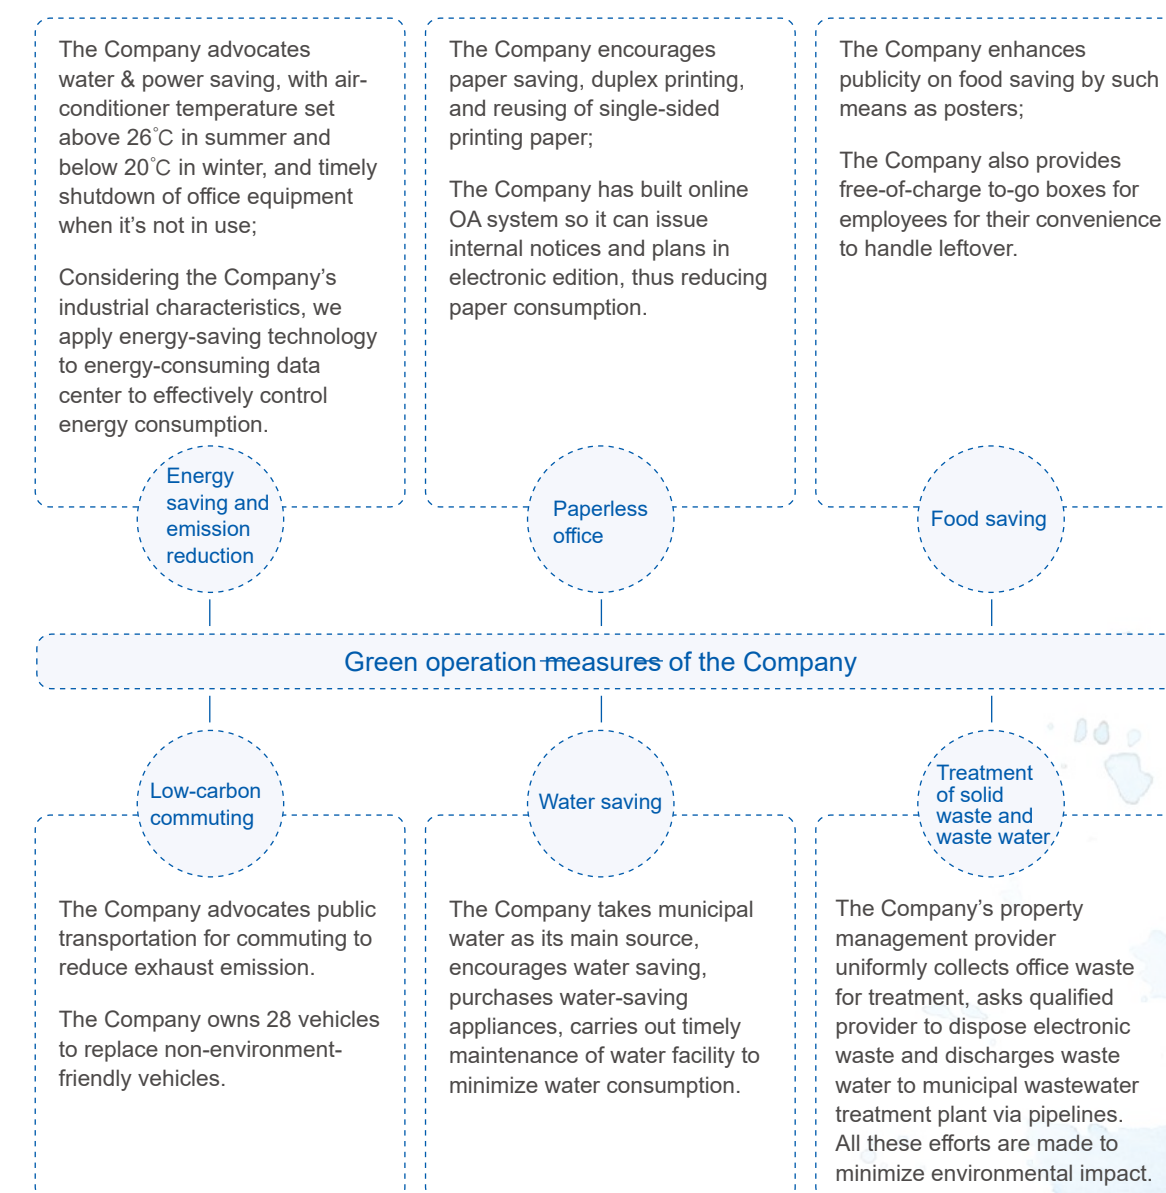 The Company advocates
water & power saving, with air-
conditioner temperature set
above 26℃ in summer and
below 20℃ in winter, and timely
shutdown of office equipment
when it’s not in use;
Considering the Company’s
industrial characteristics, we
apply energy-saving technology
to energy-consuming data
center to effectively control
energy consumption.
Energy
saving and
emission
reduction
The Company encourages
paper saving, duplex printing,
and reusing of single-sided
printing paper;
The Company has built online
OA system so it can issue
internal notices and plans in
electronic edition, thus reducing
paper consumption.
Paperless
office
The Company enhances
publicity on food saving by such
means as posters;
The Company also provides
free-of-charge to-go boxes for
employees for their convenience
to handle leftover.
Food saving
Green operation measures of the Company
Low-carbon
commuting
The Company advocates public
transportation for commuting to
reduce exhaust emission.
The Company owns 28 vehicles
to replace non-environment-
friendly vehicles.
Water saving
The Company takes municipal
water as its main source,
encourages water saving,
purchases water-saving
appliances, carries out timely
maintenance of water facility to
minimize water consumption.
Treatment
of solid
waste and
waste water
The Company’s property
management provider
uniformly collects office waste
for treatment, asks qualified
provider to dispose electronic
waste and discharges waste
water to municipal wastewater
treatment plant via pipelines.
All these efforts are made to
minimize environmental impact.